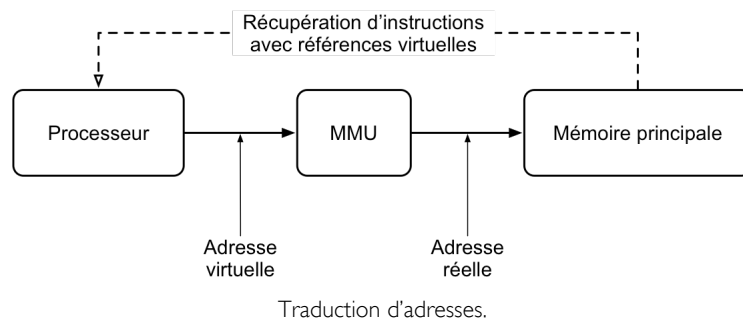 Récupération d'instructions
avec références virtuelles
Processeur
MMU
Mémoire principale
Adresse
virtuelle
Adresse
réelle
Traduction d'adresses.